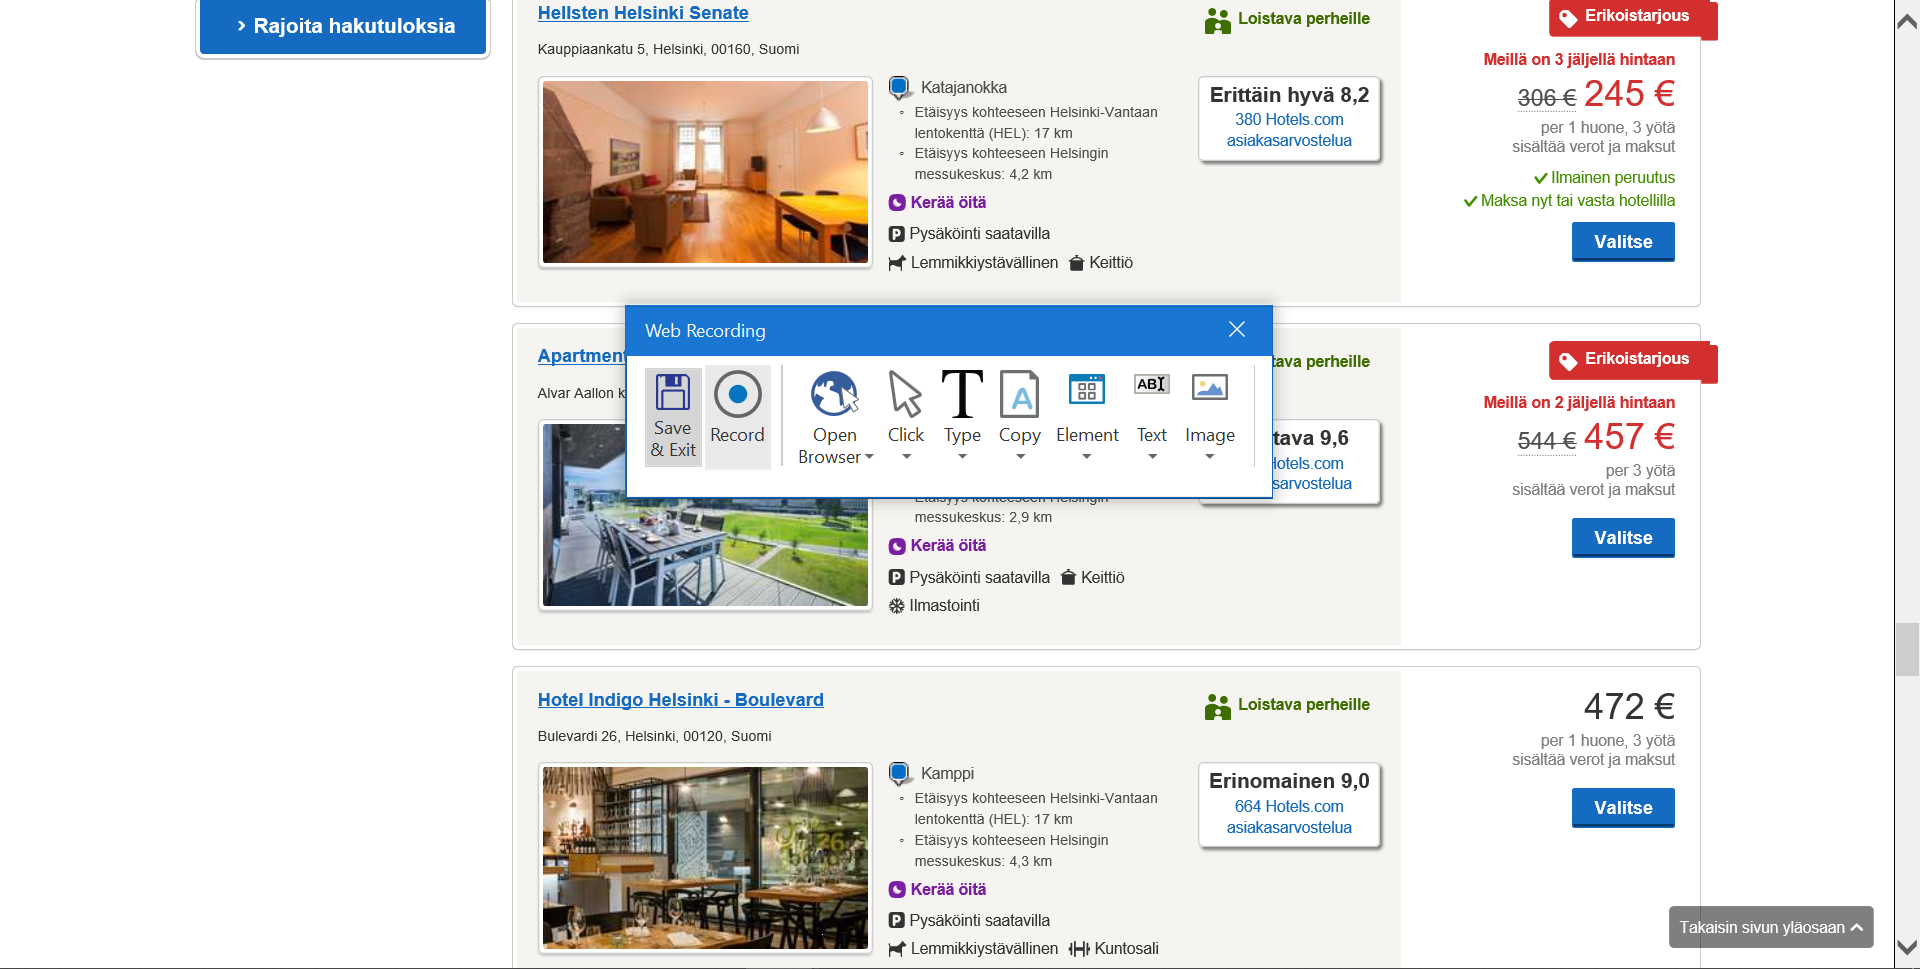 › Rajoita hakutuloksia
Hellsten Helsinki Senate
Loistava perheille
Erikoistarjous
Kauppiaankatu 5, Helsinki, 00160, Suomi
Meillä on 3 jäljellä hintaan
306 € 245 €
per 1 huone, 3 yötä
sisältää verot ja maksut
Ilmainen peruutus
Maksa nyt tai vasta hotellilla
Valitse
Katajanokka
Etäisyys kohteeseen Helsinki-Vantaan
lentokenttä (HEL): 17 km
Etäisyys kohteeseen Helsingin
messukeskus: 4,2 km
Erittäin hyvä 8,2
380 Hotels.com
asiakasarvostelua
Kerää öitä
P Pysäköinti saatavilla
Lemmikkiystävällinen Keittiö
Web Recording
Save
& Exit
Record
Open
Browser
Click
Type
Copy
Element
Text
Image
Apartment
tava perheille
Erikoistarjous
Alvar Aallon k
Meillä on 2 jäljellä hintaan
544 € 457 €
per 3 yötä
sisältää verot ja maksut
Valitse
tava 9,6
Hotels.com
sarvostelua
Etäisyys kohteeseen Helsingin
messukeskus: 2,9 km
Kerää öitä
P Pysäköinti saatavilla Keittiö
Ilmastointi
Hotel Indigo Helsinki - Boulevard
Loistava perheille
472 €
per 1 huone, 3 yötä
sisältää verot ja maksut
Valitse
Bulevardi 26, Helsinki, 00120, Suomi
Kamppi
Etäisyys kohteeseen Helsinki-Vantaan
lentokenttä (HEL): 17 km
Etäisyys kohteeseen Helsingin
messukeskus: 4,3 km
Erinomainen 9,0
664 Hotels.com
asiakasarvostelua
Kerää öitä
P Pysäköinti saatavilla
Lemmikkiystävällinen Kuntosali
Takaisin sivun yläosaan